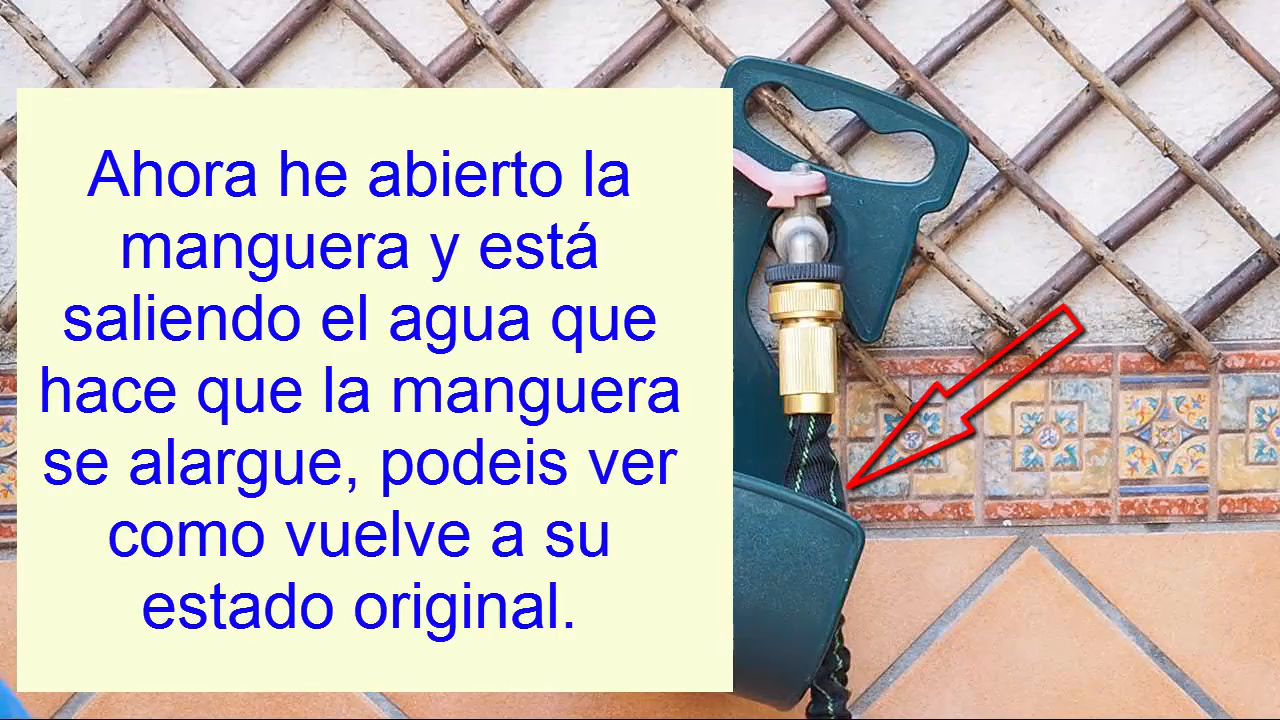 Ahora he abierto la
manguera y está
saliendo el agua que
hace que la manguera
se alargue, podeis ver
como vuelve a su
estado original.